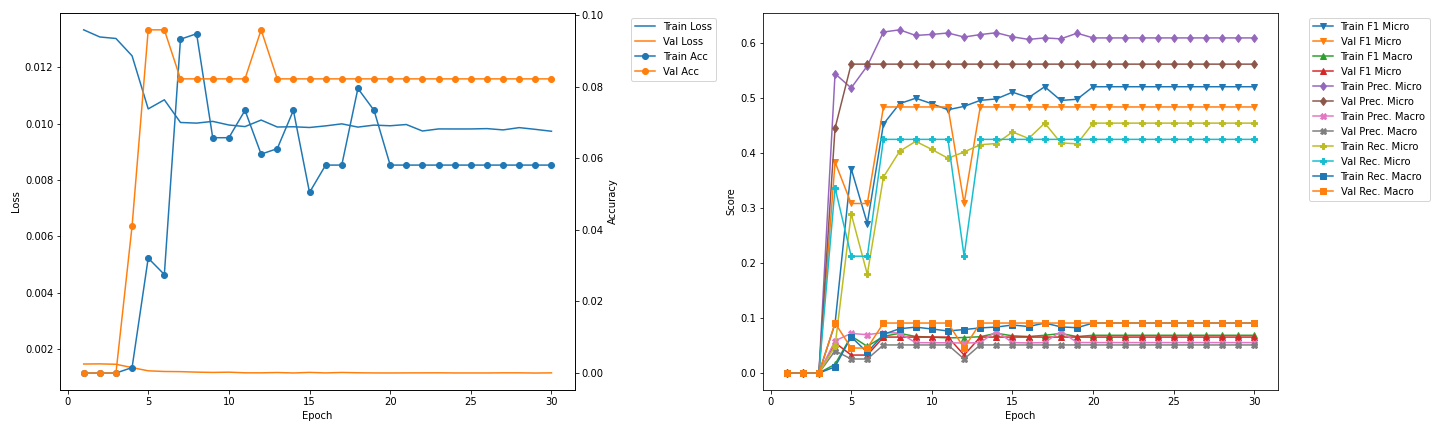 0.002
0.004
0.006
0.008
0.010
0.012
Loss
0 5 10 15 20 25 30
Epoch
0.00
0.02
0.04
0.06
0.08
0.10
Accuracy
Train Loss
Val Loss
Train Acc
Val Acc
0.0
0.1
0.2
0.3
0.4
0.5
0.6
Score
0 5 10 15 20 25 30
Epoch
Train F1 Micro
Val F1 Micro
Train F1 Macro
Val F1 Micro
Train Prec. Micro
Val Prec. Micro
Train Prec. Macro
Val Prec. Macro
Train Rec. Micro
Val Rec. Micro
Train Rec. Macro
Val Rec. Macro